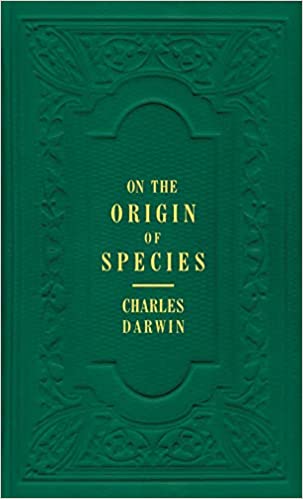 ON THE
ORIGIN
OF
SPECIES
CHARLES
DARWIN